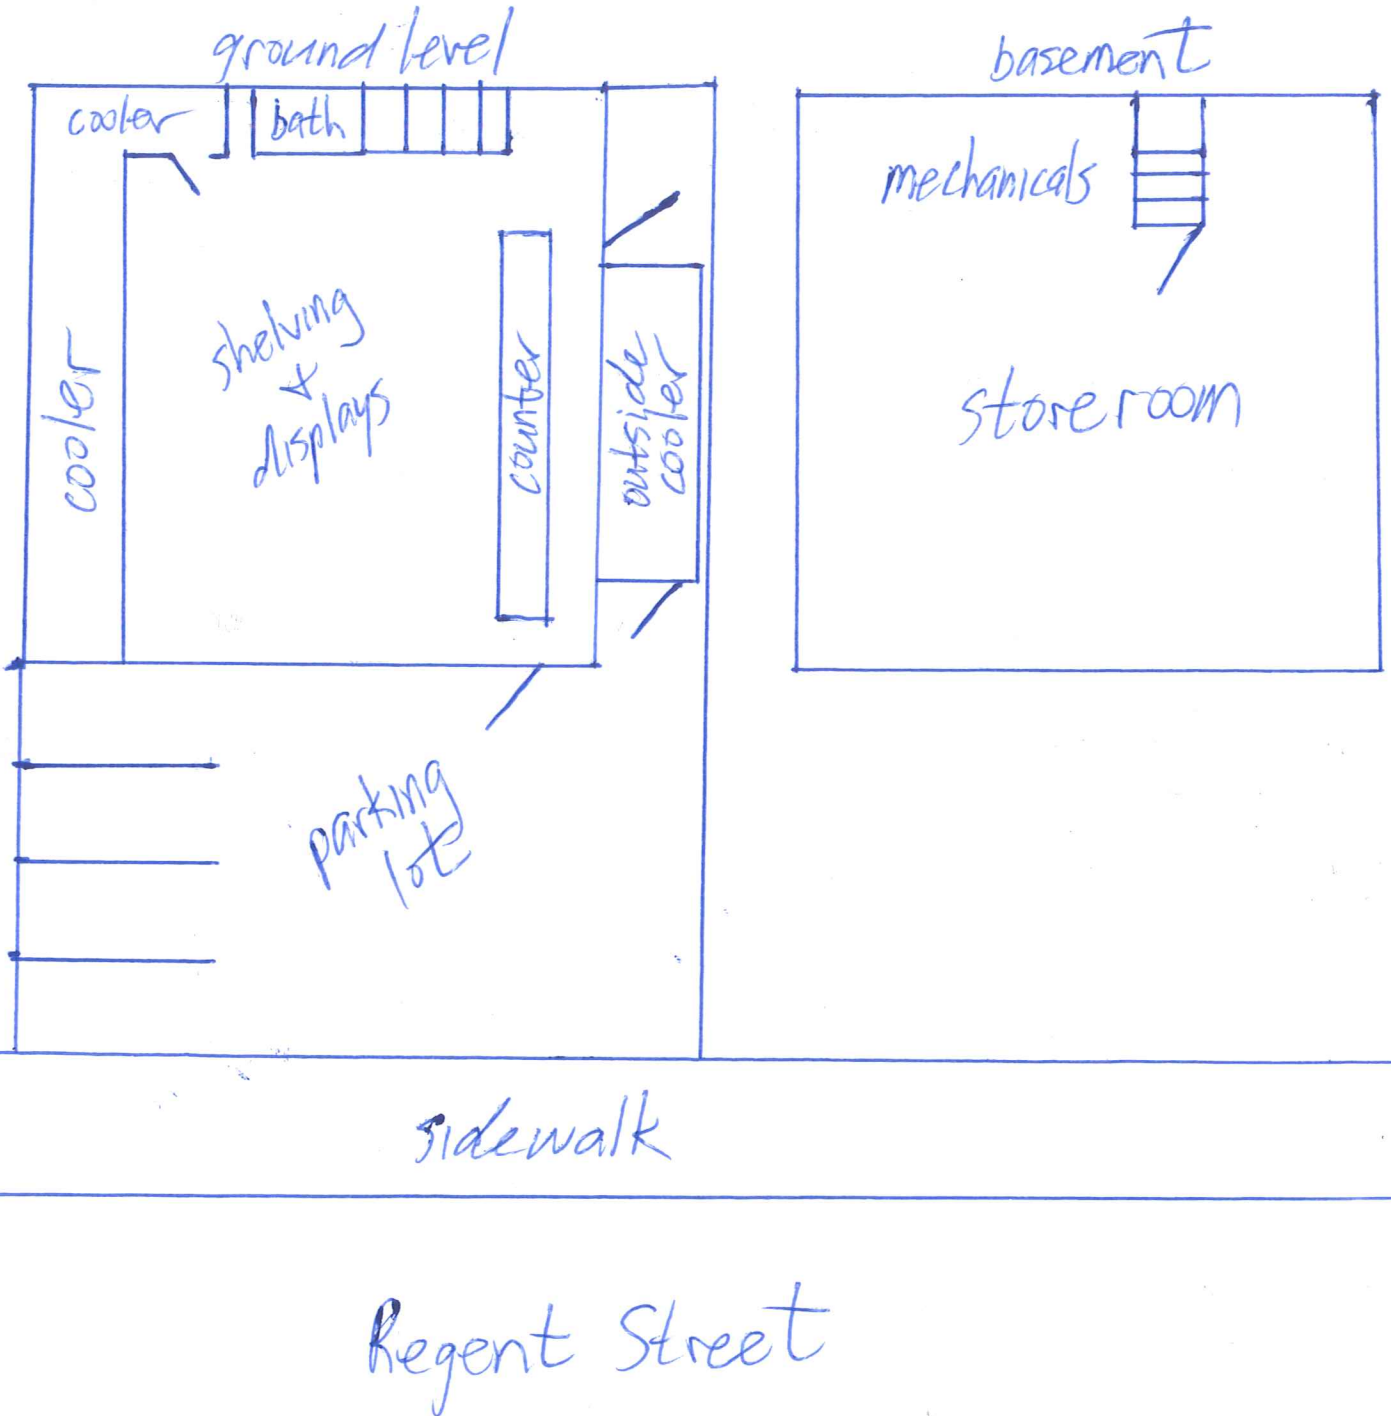 ground level
basement
cooler
bath
mechanicals
shelving
+
displays
cooler
counter
outside
cooler
storeroom
parking
lot
sidewalk
Regent Street